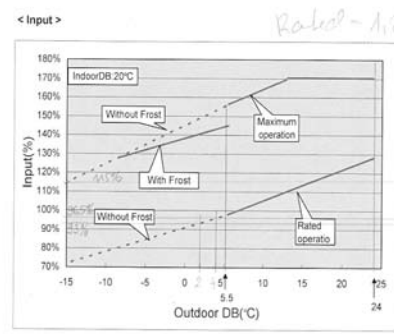 < Input >
Rated - 1,
180%
170%
160%
150%
140%
130%
120%
110%
100%
90%
80%
70%
Input(%)
IndoorDB:20°C
Without Frost
Maximum
operation
With Frost
115%
Without Frost
Rated
operatio
-15 -10 -5 0 5 10 15 20 25
5.5
24
Outdoor DB(°C)